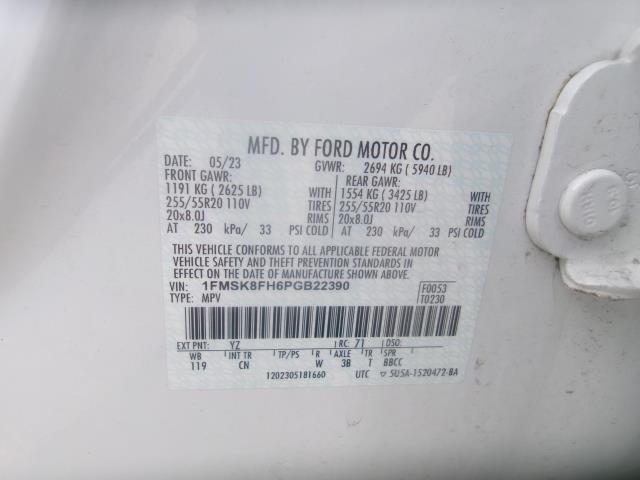 MFD. BY FORD MOTOR CO.
DATE: 05/23 GVWR: 2694 KG ( 5940 LB)
FRONT GAWR: REAR GAWR:
1191 KG ( 2625 LB) WITH 1554 KG ( 3425 LB) WITH
255/55R20 110V TIRES 255/55R20 110V TIRES
20x8.0J RIMS 20x8.0J RIMS
AT 230 kPa/ 33 PSI COLD AT 230 kPa/ 33 PSI COLD
THIS VEHICLE CONFORMS TO ALL APPLICABLE FEDERAL MOTOR
VEHICLE SAFETY AND THEFT PREVENTION STANDARDS IN
EFFECT ON THE DATE OF MANUFACTURE SHOWN ABOVE.
VIN: 1FMSK8FH6PGB22390 F0053
TYPE: MPV T0230
EXT PNT: YZ RC: 71 DSO:
WB INT TR TP/PS R AXLE TR SPR
119 CN W 3B T BBCC
1202305181660 UTC ▽ 5U5A-1520472-BA